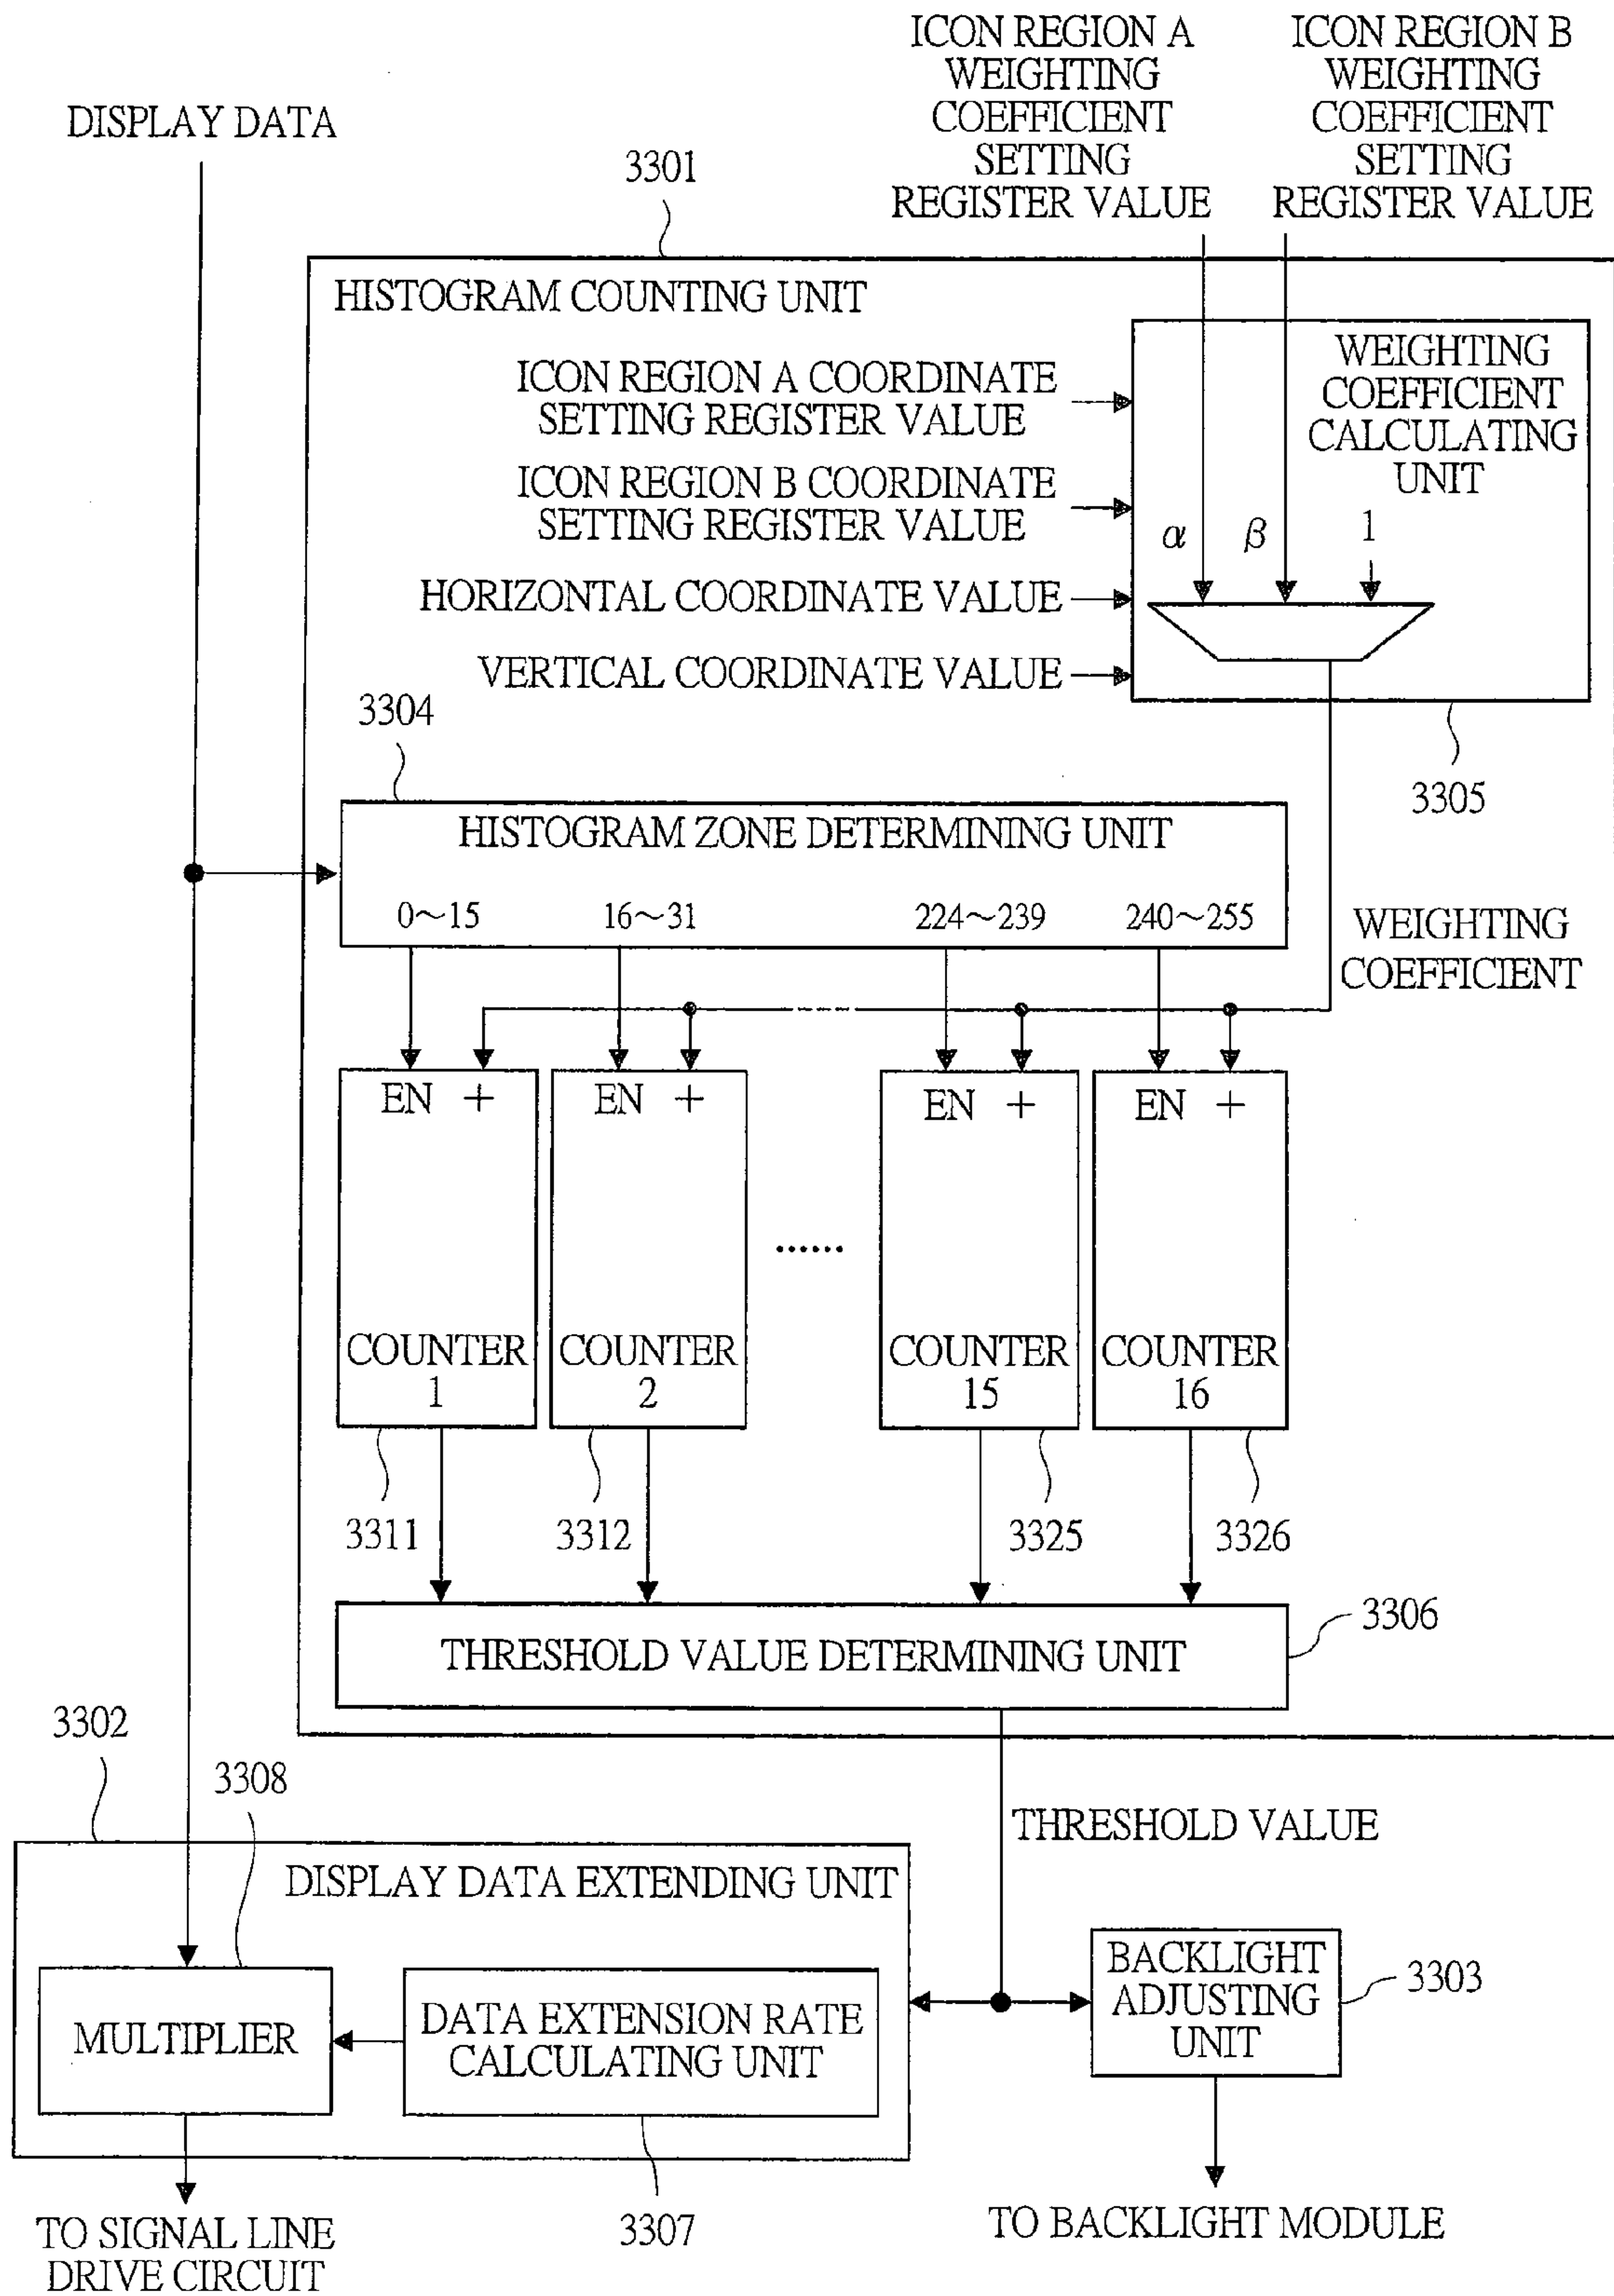 ICON REGION A
WEIGHTING
COEFFICIENT
SETTING
REGISTER VALUE
ICON REGION B
WEIGHTING
COEFFICIENT
SETTING
REGISTER VALUE
DISPLAY DATA
3301
HISTOGRAM COUNTING UNIT
WEIGHTING
COEFFICIENT
CALCULATING
UNIT
ICON REGION A COORDINATE
SETTING REGISTER VALUE
ICON REGION B COORDINATE
SETTING REGISTER VALUE
α
β
1
HORIZONTAL COORDINATE VALUE
VERTICAL COORDINATE VALUE
3304
3305
HISTOGRAM ZONE DETERMINING UNIT
0~15
16~31
224~239
240~255
WEIGHTING
COEFFICIENT
EN +
EN +
EN +
EN +
......
COUNTER
1
COUNTER
2
COUNTER
15
COUNTER
16
3311
3312
3325
3326
THRESHOLD VALUE DETERMINING UNIT
3306
3302
3308
THRESHOLD VALUE
DISPLAY DATA EXTENDING UNIT
MULTIPLIER
DATA EXTENSION RATE
CALCULATING UNIT
BACKLIGHT
ADJUSTING
UNIT
3303
3307
TO SIGNAL LINE
DRIVE CIRCUIT
TO BACKLIGHT MODULE